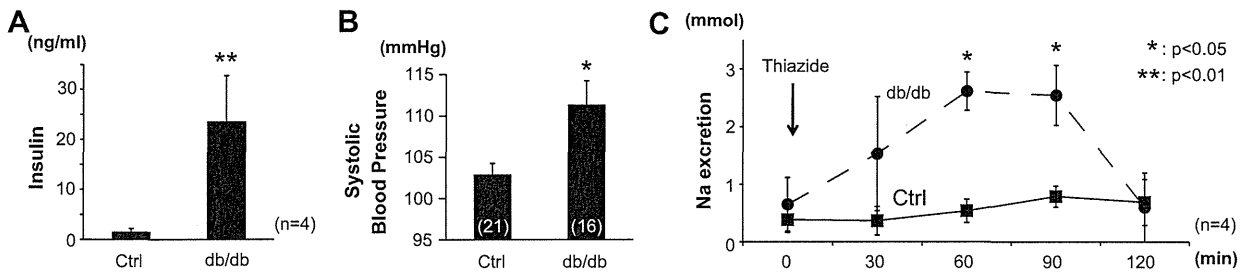 A
(ng/ml)
**
30
20
10
0
Insulin
(n=4)
Ctrl
db/db
B
(mmHg)
*
115
110
105
100
95
Systolic
Blood Pressure
(21)
(16)
Ctrl
db/db
C
(mmol)
*
*
*: p<0.05
**: p<0.01
Thiazide
db/db
Ctrl
3
2
1
0
Na excretion
(n=4)
0 30 60 90 120 (min)